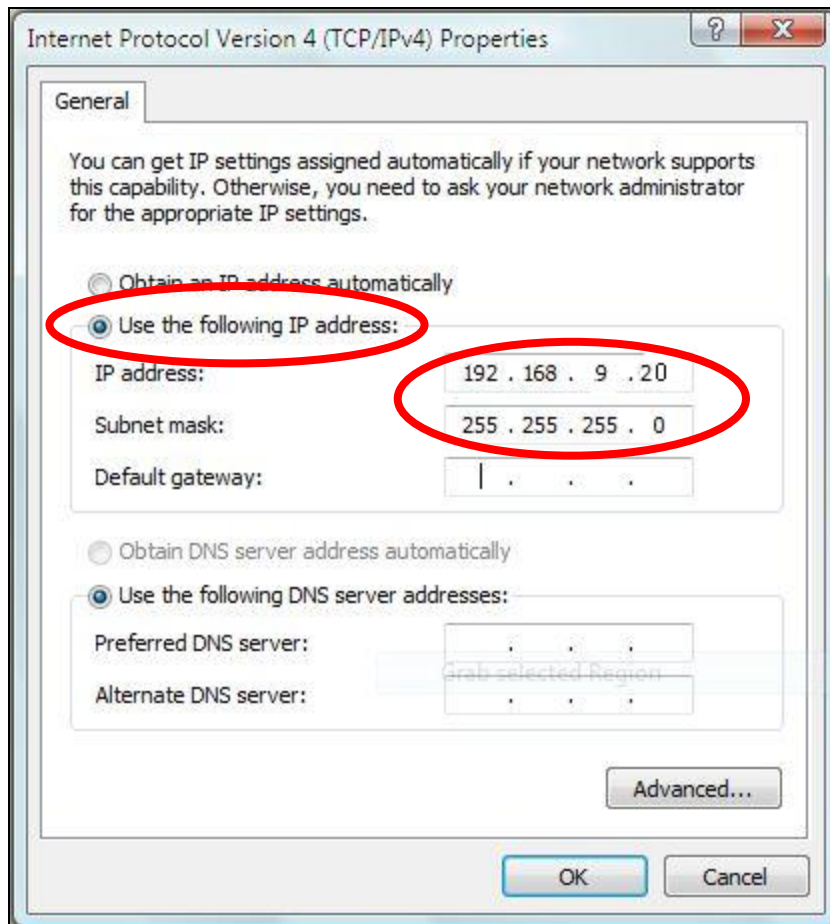 Internet Protocol Version 4 (TCP/IPv4) Properties
General
You can get IP settings assigned automatically if your network supports
this capability. Otherwise, you need to ask your network administrator
for the appropriate IP settings.
Obtain an IP address automatically
Use the following IP address:
IP address: 192 . 168 . 9 . 20
Subnet mask: 255 . 255 . 255 . 0
Default gateway: . . .
Obtain DNS server address automatically
Use the following DNS server addresses:
Preferred DNS server: . . .
Grab selected Region
Alternate DNS server: . . .
Advanced...
OK Cancel